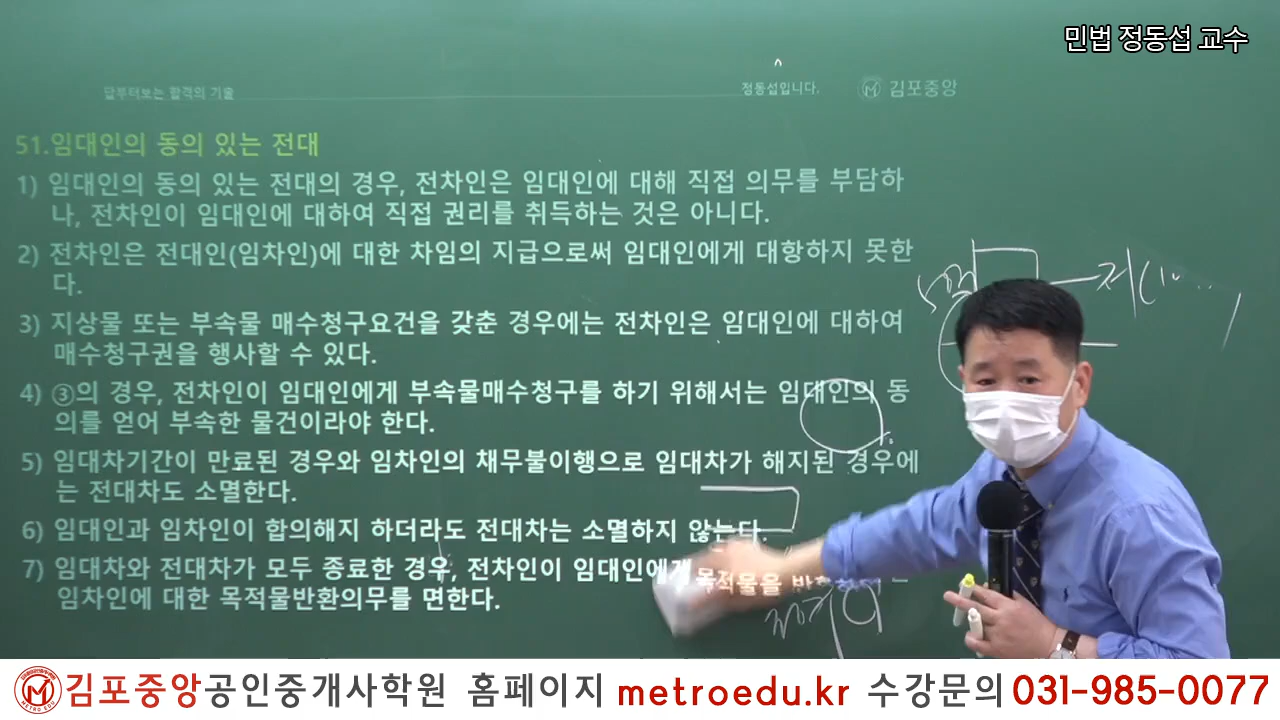 민법 정동섭 교수
답부터보는 합격의 기술
정동섭입니다.
김포중앙
51.임대인의 동의 있는 전대
1) 임대인의 동의 있는 전대의 경우, 전차인은 임대인에 대해 직접 의무를 부담하
나, 전차인이 임대인에 대하여 직접 권리를 취득하는 것은 아니다.
2) 전차인은 전대인(임차인)에 대한 차임의 지급으로써 임대인에게 대항하지 못한
다.
3) 지상물 또는 부속물 매수청구요건을 갖춘 경우에는 전차인은 임대인에 대하여
매수청구권을 행사할 수 있다.
4) ③의 경우, 전차인이 임대인에게 부속물매수청구를 하기 위해서는 임대인의 동
의를 얻어 부속한 물건이라야 한다.
5) 임대차기간이 만료된 경우와 임차인의 채무불이행으로 임대차가 해지된 경우에
는 전대차도 소멸한다.
6) 임대인과 임차인이 합의해지 하더라도 전대차는 소멸하지 않는다.
7) 임대차와 전대차가 모두 종료한 경우, 전차인이 임대인에게 목적물을
임차인에 대한 목적물반환의무를 면한다.
김포중앙공인중개사학원 홈페이지 metroedu.kr 수강문의 031-985-0077